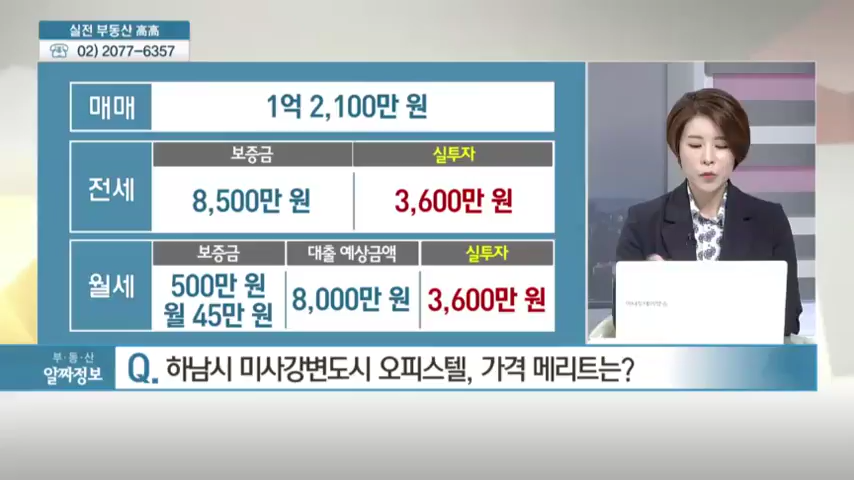 실전 부동산 高高
02) 2077-6357
매매
1억 2,100만 원
전세
보증금
실투자
8,500만 원
3,600만 원
월세
보증금
대출 예상금액
실투자
500만 원
월 45만 원
8,000만 원
3,600만 원
부·동·산
알짜정보
Q. 하남시 미사강변도시 오피스텔, 가격 메리트는?